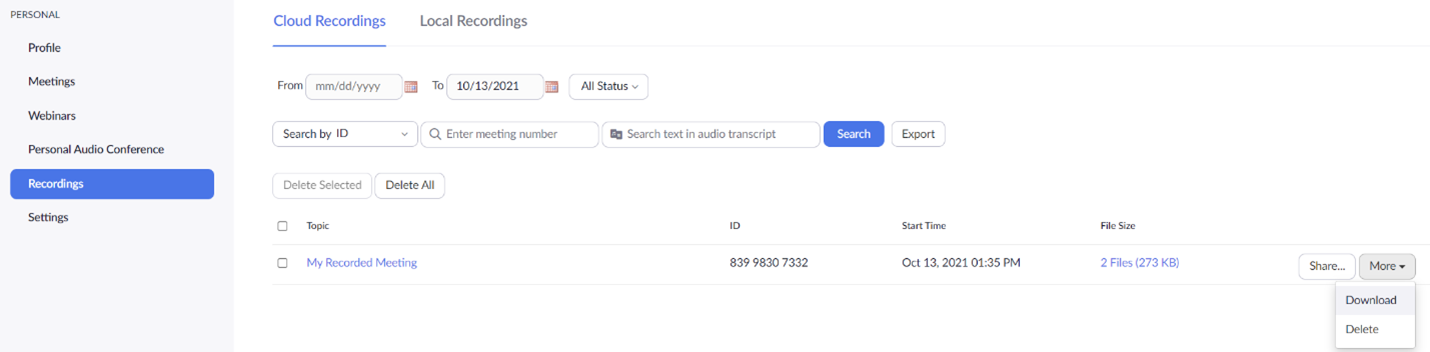 PERSONAL
Profile
Meetings
Webinars
Personal Audio Conference
Recordings
Settings
Cloud Recordings Local Recordings
From mm/dd/yyyy To 10/13/2021 All Status
Search by ID Enter meeting number Search text in audio transcript Search Export
Delete Selected Delete All
Topic ID Start Time File Size
My Recorded Meeting 839 9830 7332 Oct 13, 2021 01:35 PM 2 Files (273 KB) Share... More
Download
Delete